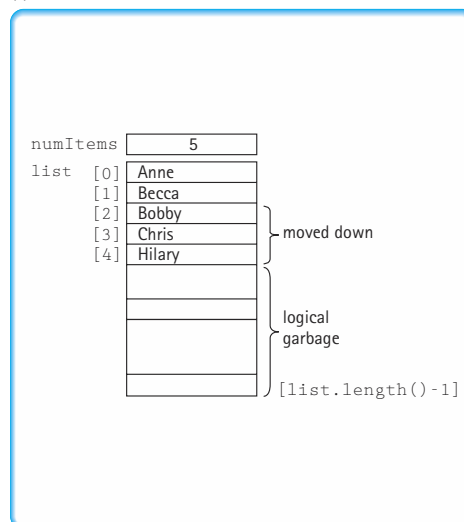 numItems 5
list [0] Anne
[1] Becca
[2] Bobby
[3] Chris
[4] Hilary
moved down
logical
garbage
[list.length()-1]